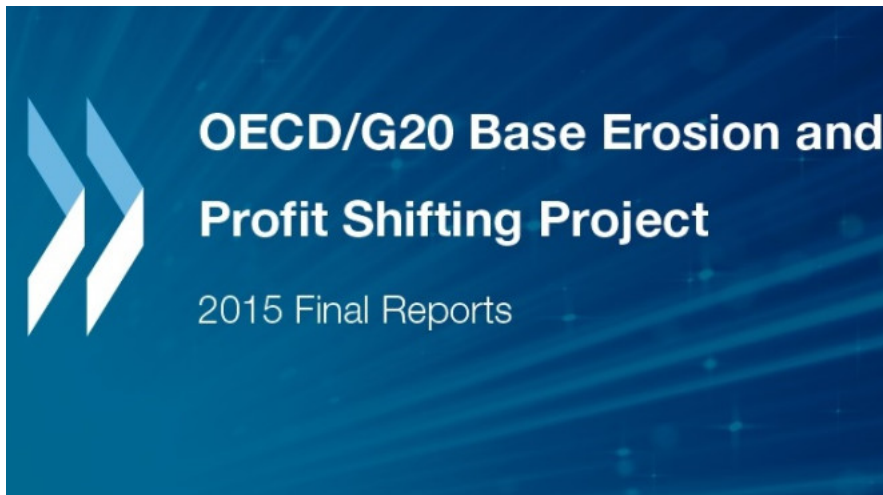 OECD/G20 Base Erosion and
Profit Shifting Project
2015 Final Reports